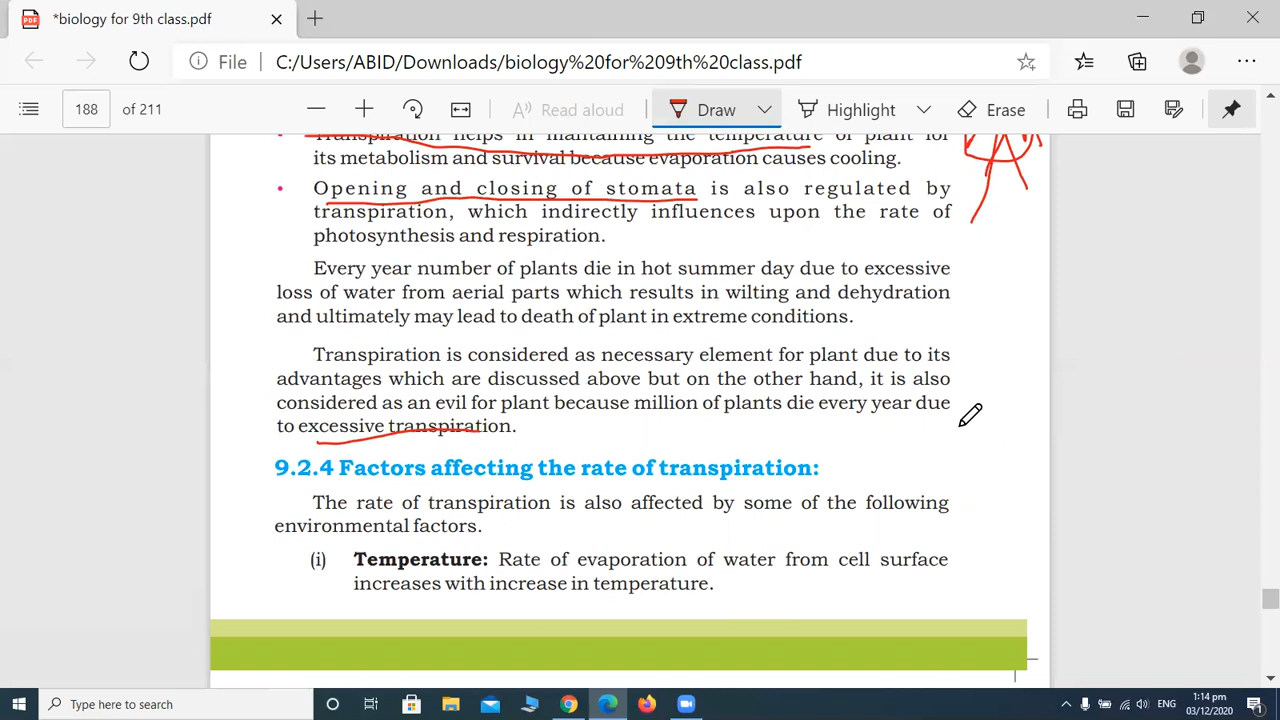 *biology for 9th class.pdf
File C:/Users/ABID/Downloads/biology%20for%209th%20class.pdf
188 of 211 Read aloud Draw Highlight Erase
Transpiration helps in maintaining the temperature of plant for
its metabolism and survival because evaporation causes cooling.
Opening and closing of stomata is also regulated by
transpiration, which indirectly influences upon the rate of
photosynthesis and respiration.
Every year number of plants die in hot summer day due to excessive
loss of water from aerial parts which results in wilting and dehydration
and ultimately may lead to death of plant in extreme conditions.
Transpiration is considered as necessary element for plant due to its
advantages which are discussed above but on the other hand, it is also
considered as an evil for plant because million of plants die every year due
to excessive transpiration.
9.2.4 Factors affecting the rate of transpiration:
The rate of transpiration is also affected by some of the following
environmental factors.
(i) Temperature: Rate of evaporation of water from cell surface
increases with increase in temperature.
Type here to search
ENG
1:14 pm
03/12/2020